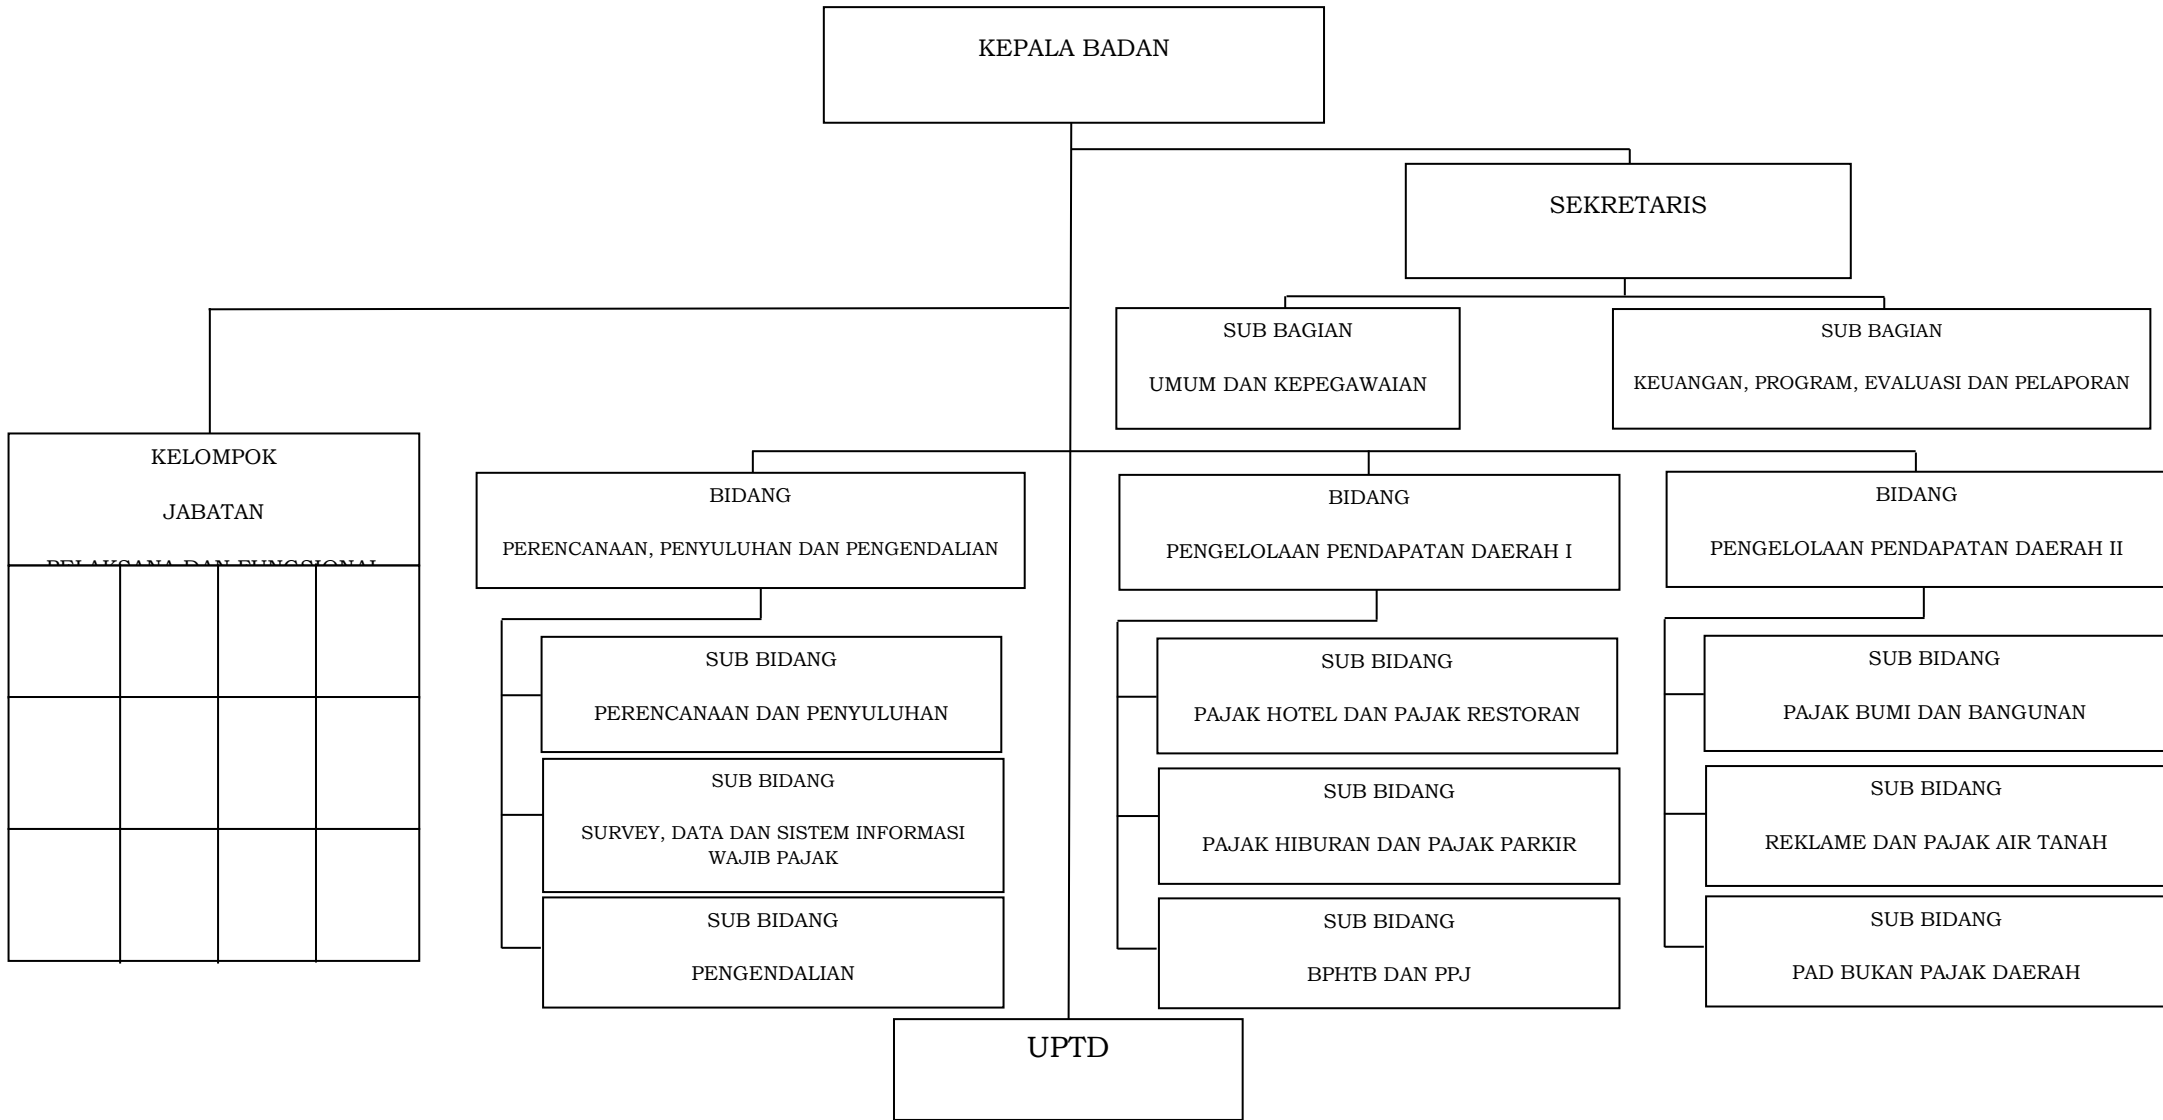 KEPALA BADAN
SEKRETARIS
SUB BAGIAN
UMUM DAN KEPEGAWAIAN
SUB BAGIAN
KEUANGAN, PROGRAM, EVALUASI DAN PELAPORAN
KELOMPOK
JABATAN
PELAKSANA DAN FUNGSIONAL
BIDANG
PERENCANAAN, PENYULUHAN DAN PENGENDALIAN
SUB BIDANG
PERENCANAAN DAN PENYULUHAN
SUB BIDANG
SURVEY, DATA DAN SISTEM INFORMASI
WAJIB PAJAK
SUB BIDANG
PENGENDALIAN
BIDANG
PENGELOLAAN PENDAPATAN DAERAH I
SUB BIDANG
PAJAK HOTEL DAN PAJAK RESTORAN
SUB BIDANG
PAJAK HIBURAN DAN PAJAK PARKIR
SUB BIDANG
BPHTB DAN PPJ
BIDANG
PENGELOLAAN PENDAPATAN DAERAH II
SUB BIDANG
PAJAK BUMI DAN BANGUNAN
SUB BIDANG
REKLAME DAN PAJAK AIR TANAH
SUB BIDANG
PAD BUKAN PAJAK DAERAH
UPTD